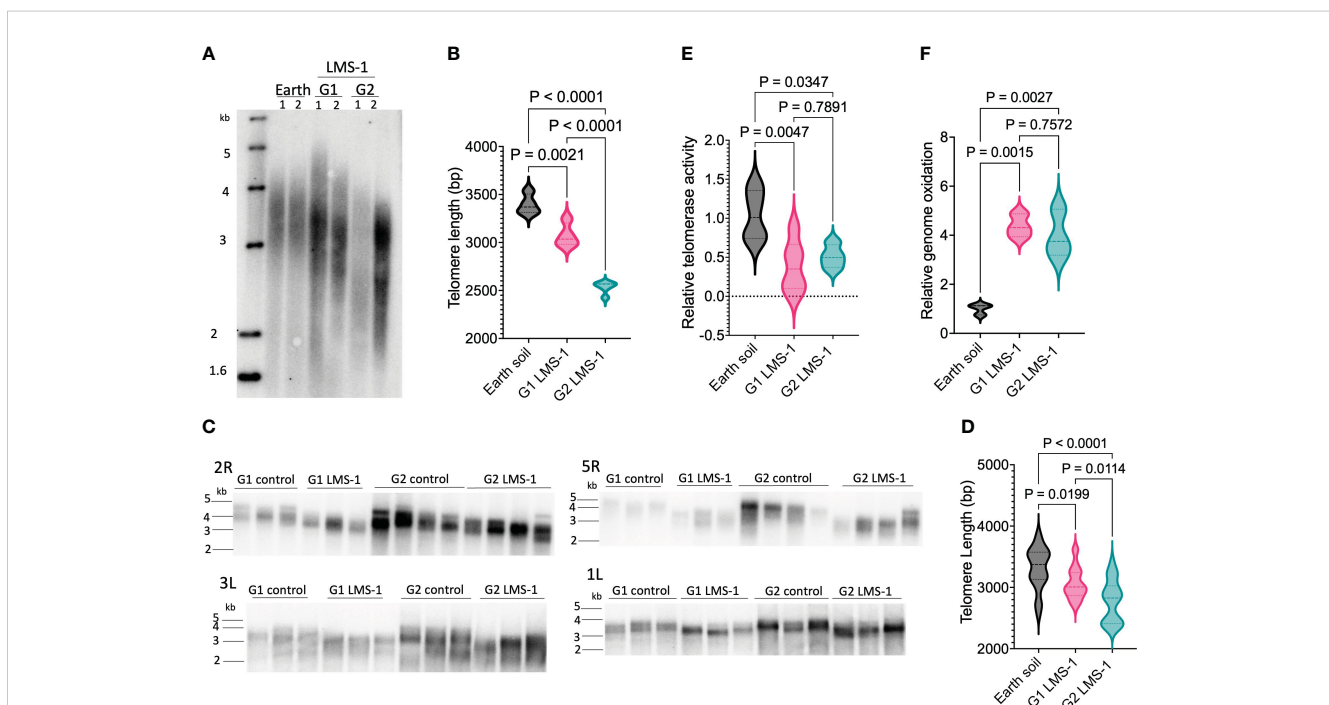 A
LMS-1
Earth G1 G2
1 2 1 2 1 2
kb
5
4
3
2
1.6
B
P < 0.0001
P < 0.0001
P = 0.0021
Telomere length (bp)
4000
3500
3000
2500
2000
Earth soil
G1 LMS-1
G2 LMS-1
E
P = 0.0347
P = 0.7891
P = 0.0047
Relative telomerase activity
2.0
1.5
1.0
0.5
0.0
-0.5
Earth soil
G1 LMS-1
G2 LMS-1
F
P = 0.0027
P = 0.7572
P = 0.0015
Relative genome oxidation
8
6
4
2
0
Earth soil
G1 LMS-1
G2 LMS-1
C
2R
G1 control G1 LMS-1 G2 control G2 LMS-1
kb
5
4
3
2
5R
G1 control G1 LMS-1 G2 control G2 LMS-1
kb
5
4
3
2
3L
G1 control G1 LMS-1 G2 control G2 LMS-1
kb
5
4
3
2
1L
G1 control G1 LMS-1 G2 control G2 LMS-1
kb
5
4
3
2
D
P < 0.0001
P = 0.0114
P = 0.0199
Telomere Length (bp)
5000
4000
3000
2000
Earth soil
G1 LMS-1
G2 LMS-1